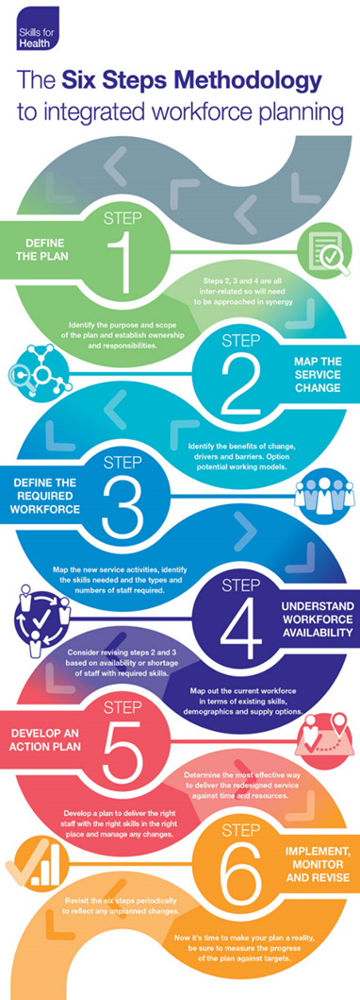 Skills for
Health
The Six Steps Methodology
to integrated workforce planning
STEP
1
DEFINE
THE PLAN
Identify the purpose and scope
of the plan and establish ownership
and responsibilities.
Steps 2, 3 and 4 are all
inter-related so will need
to be approached in synergy
STEP
2
MAP THE
SERVICE
CHANGE
Identify the benefits of change,
drivers and barriers. Option
potential working models.
STEP
3
DEFINE THE
REQUIRED
WORKFORCE
Map the new service activities, identify
the skills needed and the types and
numbers of staff required.
STEP
4
UNDERSTAND
WORKFORCE
AVAILABILITY
Map out the current workforce
in terms of existing skills,
demographics and supply options.
Consider revising steps 2 and 3
based on availability or shortage
of staff with required skills.
STEP
5
DEVELOP AN
ACTION PLAN
Develop a plan to deliver the right
staff with the right skills in the right
place and manage any changes.
Determine the most effective way
to deliver the redesigned service
against time and resources.
STEP
6
IMPLEMENT,
MONITOR
AND REVISE
Now it's time to make your plan a reality,
be sure to measure the progress
of the plan against targets.
Revisit the six steps periodically
to reflect any unplanned changes.